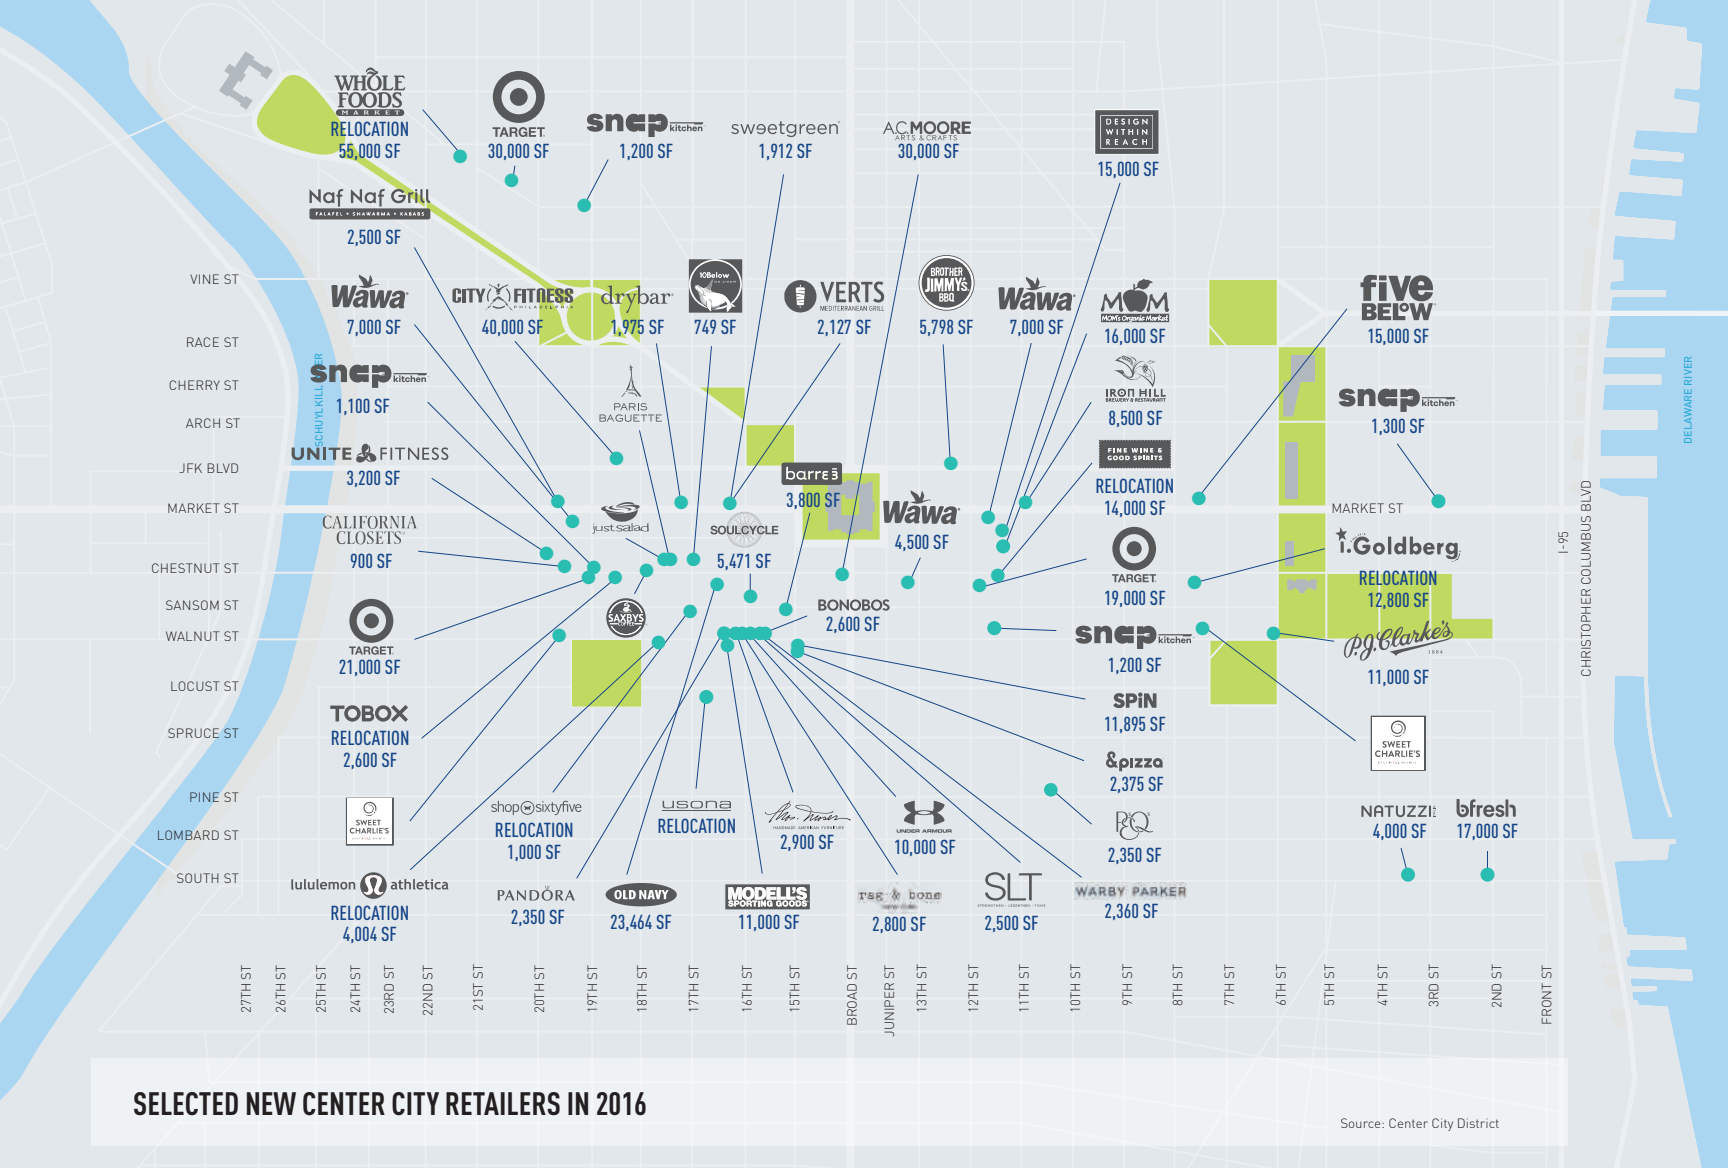 WHOLE
FOODS
MARKET
RELOCATION
55,000 SF
TARGET
30,000 SF
snap kitchen
1,200 SF
sweetgreen
1,912 SF
A.C.MOORE
ARTS & CRAFTS
30,000 SF
DESIGN
WITHIN
REACH
15,000 SF
Naf Naf Grill
FALAFEL • SHAWARMA • KABABS
2,500 SF
VINE ST
Wawa
7,000 SF
CITY FITNESS
PHILADELPHIA
40,000 SF
drybar
1,975 SF
10Below
749 SF
VERTS
MEDITERRANEAN GRILL
2,127 SF
BROTHER
JIMMY'S
BBQ
5,798 SF
Wawa
7,000 SF
MOM
MOM's Organic Market
16,000 SF
five
BELOW
15,000 SF
RACE ST
CHERRY ST
ARCH ST
JFK BLVD
MARKET ST
CHESTNUT ST
SANSOM ST
WALNUT ST
LOCUST ST
SPRUCE ST
PINE ST
LOMBARD ST
SOUTH ST
SCHUYLKILL RIVER
snap kitchen
1,100 SF
PARIS
BAGUETTE
IRON HILL
BREWERY & RESTAURANT
8,500 SF
snap kitchen
1,300 SF
DELAWARE RIVER
UNITE FITNESS
3,200 SF
barre3
3,800 SF
FINE WINE &
GOOD SPIRITS
RELOCATION
14,000 SF
CALIFORNIA
CLOSETS
900 SF
just salad
SOULCYCLE
5,471 SF
Wawa
4,500 SF
MARKET ST
I-95
CHRISTOPHER COLUMBUS BLVD
TARGET
19,000 SF
i.Goldberg
RELOCATION
12,800 SF
TARGET
21,000 SF
SAXBYS
COFFEE
BONOBOS
2,600 SF
snap kitchen
1,200 SF
P.J.Clarke's
1884
11,000 SF
TOBOX
RELOCATION
2,600 SF
SPiN
11,895 SF
SWEET
CHARLIE'S
&pizza
2,375 SF
SWEET
CHARLIE'S
shop sixtyfive
RELOCATION
1,000 SF
usona
RELOCATION
Thos. Moser
HANDMADE AMERICAN FURNITURE
2,900 SF
UNDER ARMOUR
10,000 SF
P&Q
2,350 SF
NATUZZI
4,000 SF
bfresh
17,000 SF
lululemon athletica
RELOCATION
4,004 SF
PANDÖRA
2,350 SF
OLD NAVY
23,464 SF
MODELL'S
SPORTING GOODS
11,000 SF
rag & bone
2,800 SF
SLT
STRENGTHEN • LENGTHEN • TONE
2,500 SF
WARBY PARKER
2,360 SF
27TH ST
26TH ST
25TH ST
24TH ST
23RD ST
22ND ST
21ST ST
20TH ST
19TH ST
18TH ST
17TH ST
16TH ST
15TH ST
BROAD ST
JUNIPER ST
13TH ST
12TH ST
11TH ST
10TH ST
9TH ST
8TH ST
7TH ST
6TH ST
5TH ST
4TH ST
3RD ST
2ND ST
FRONT ST
SELECTED NEW CENTER CITY RETAILERS IN 2016
Source: Center City District